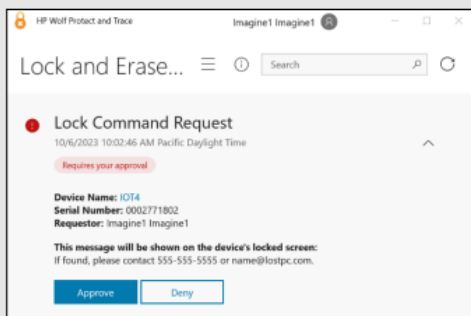 HP Wolf Protect and Trace
Imagine1 Imagine1
Lock and Erase...
Search
Lock Command Request
10/6/2023 10:02:46 AM Pacific Daylight Time
Requires your approval
Device Name: IOT4
Serial Number: 0002771802
Requestor: Imagine1 Imagine1
This message will be shown on the device's locked screen:
If found, please contact 555-555-5555 or name@lostpc.com.
Approve
Deny